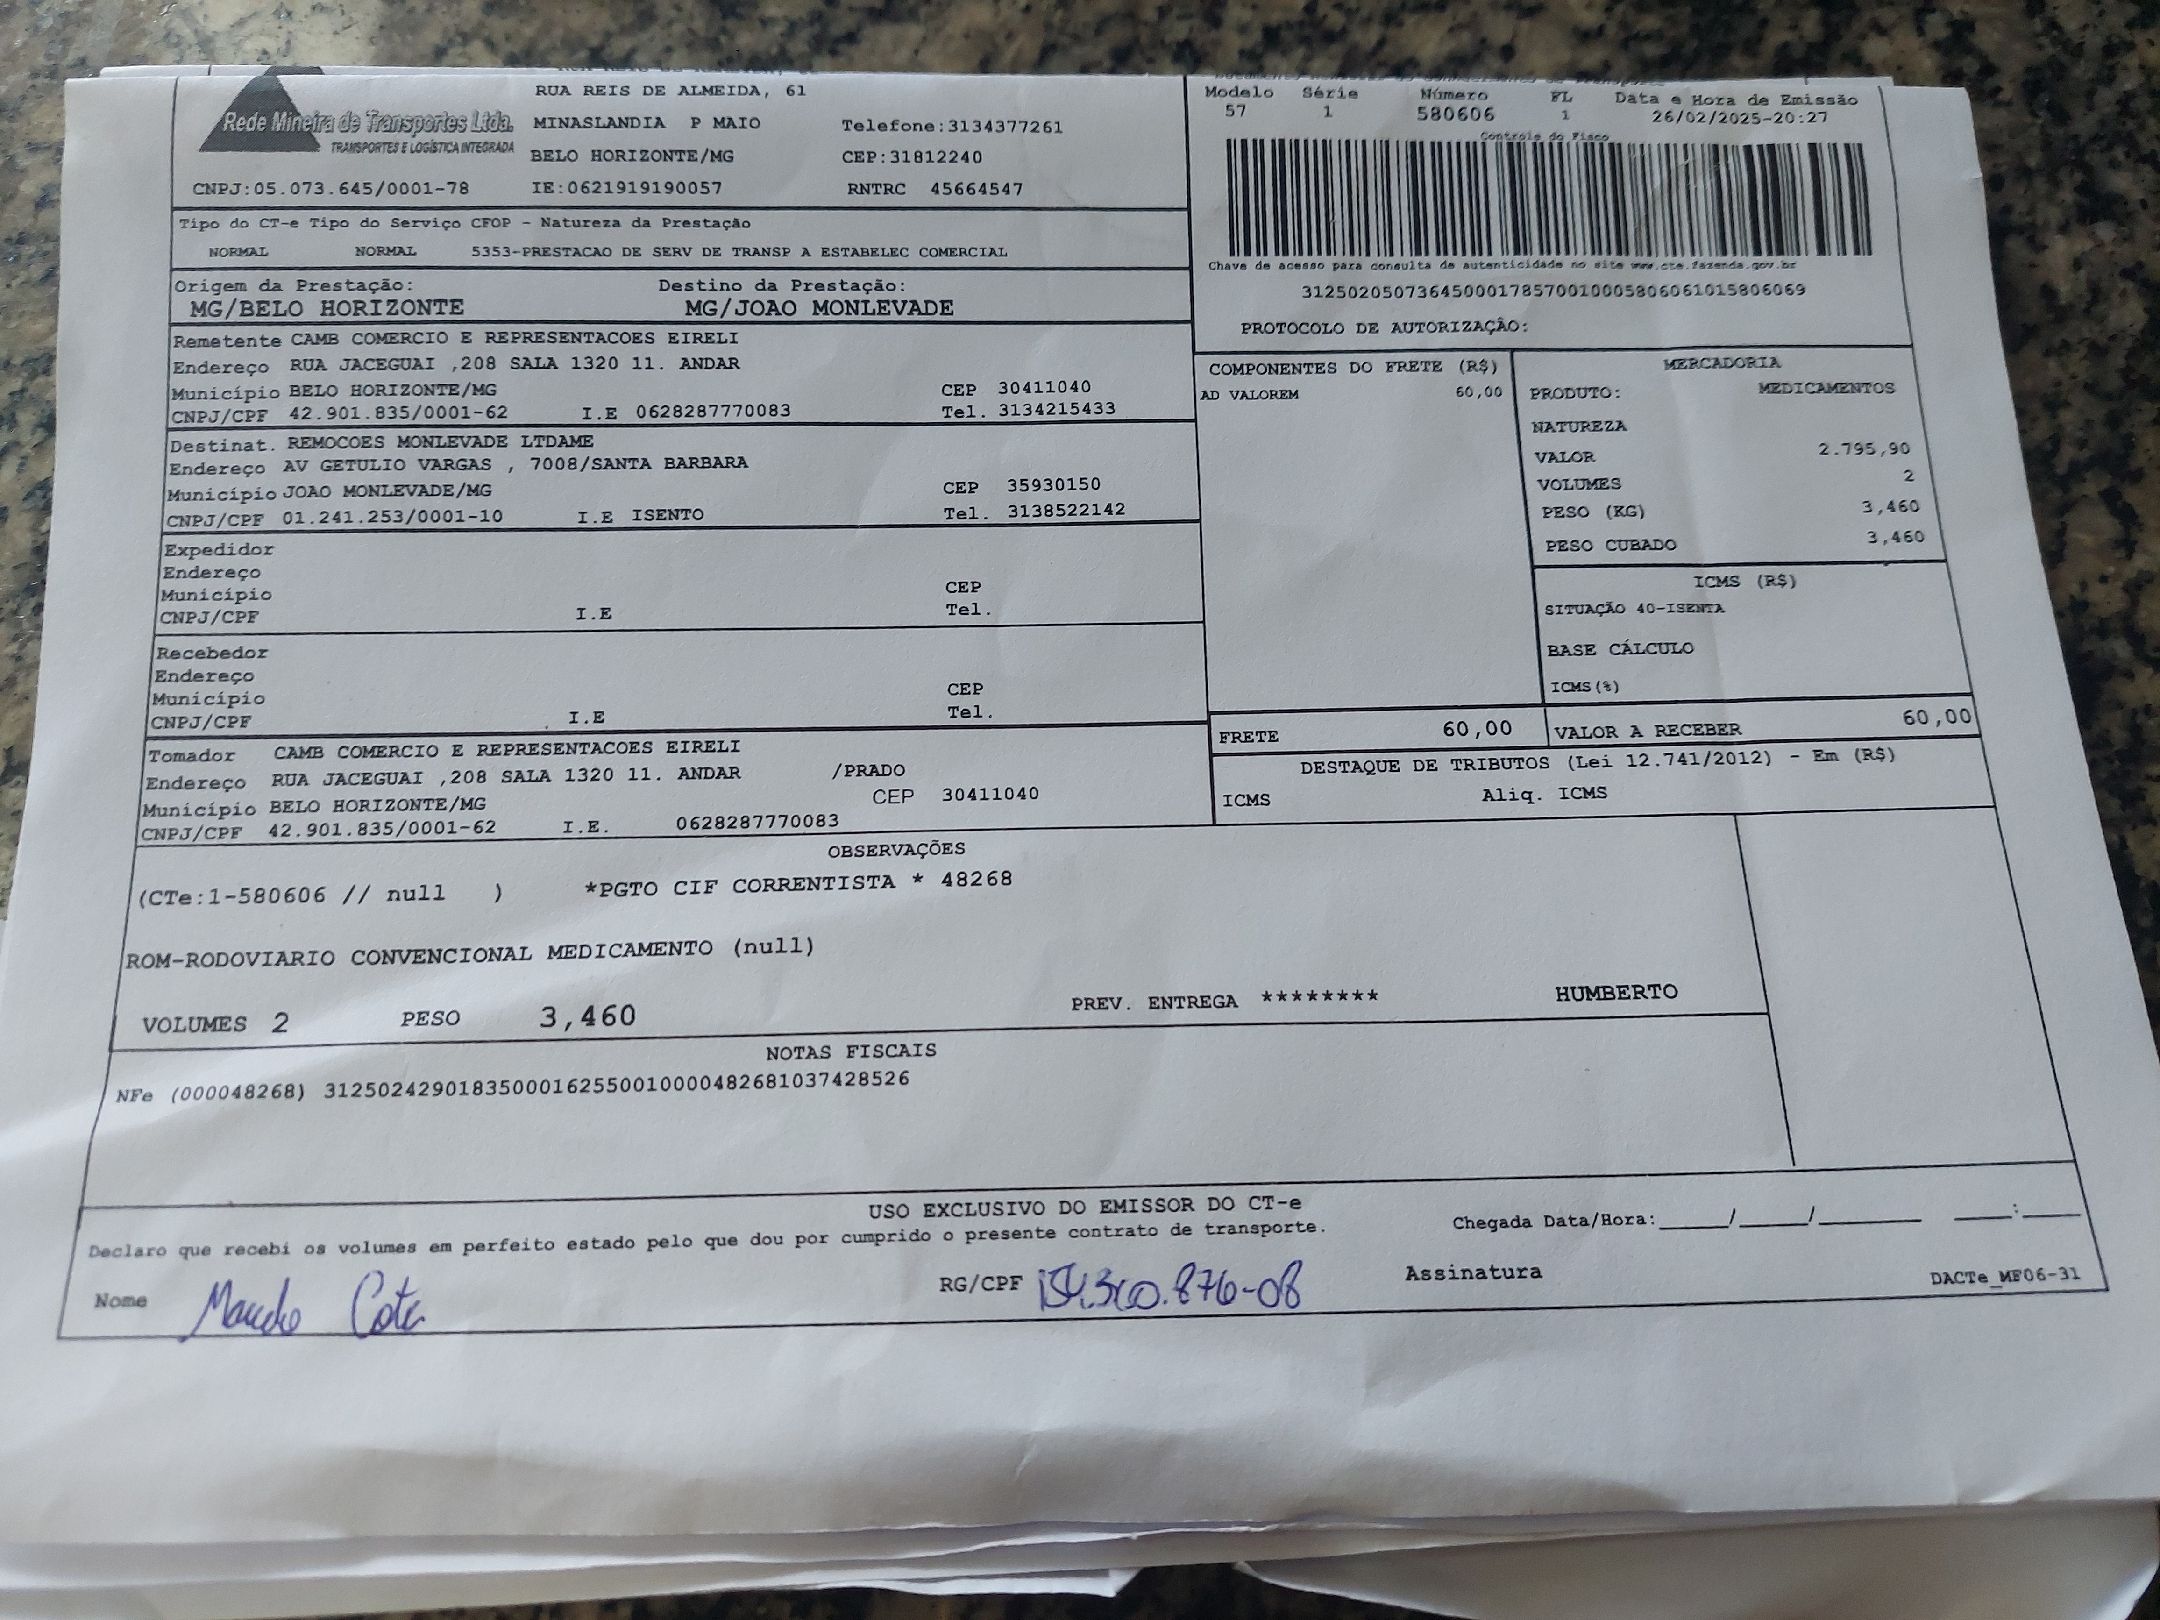 Rede Mineira de Transportes Ltda.
TRANSPORTES E LOGÍSTICA INTEGRADA
RUA REIS DE ALMEIDA, 61
MINASLANDIA P MAIO Telefone:3134377261
BELO HORIZONTE/MG CEP:31812240
CNPJ:05.073.645/0001-78 IE:0621919190057 RNTRC 45664547
Modelo Série Número FL Data e Hora de Emissão
57 1 580606 1 26/02/2025-20:27
Controle do Fisco
Chave de acesso para consulta de autenticidade no site www.cte.fazenda.gov.br
31250205073645000178570010005806061015806069
PROTOCOLO DE AUTORIZAÇÃO:
Tipo do CT-e Tipo do Serviço CFOP - Natureza da Prestação
NORMAL NORMAL 5353-PRESTACAO DE SERV DE TRANSP A ESTABELEC COMERCIAL
Origem da Prestação: Destino da Prestação:
MG/BELO HORIZONTE MG/JOAO MONLEVADE
Remetente CAMB COMERCIO E REPRESENTACOES EIRELI
Endereço RUA JACEGUAI ,208 SALA 1320 11. ANDAR
Município BELO HORIZONTE/MG CEP 30411040
CNPJ/CPF 42.901.835/0001-62 I.E 0628287770083 Tel. 3134215433
Destinat. REMOCOES MONLEVADE LTDAME
Endereço AV GETULIO VARGAS , 7008/SANTA BARBARA
Município JOAO MONLEVADE/MG CEP 35930150
CNPJ/CPF 01.241.253/0001-10 I.E ISENTO Tel. 3138522142
Expedidor
Endereço
Município CEP
CNPJ/CPF I.E Tel.
Recebedor
Endereço
Município CEP
CNPJ/CPF I.E Tel.
Tomador CAMB COMERCIO E REPRESENTACOES EIRELI
Endereço RUA JACEGUAI ,208 SALA 1320 11. ANDAR /PRADO
Município BELO HORIZONTE/MG CEP 30411040
CNPJ/CPF 42.901.835/0001-62 I.E. 0628287770083
COMPONENTES DO FRETE (R$)
AD VALOREM 60,00
MERCADORIA
PRODUTO: MEDICAMENTOS
NATUREZA
VALOR 2.795,90
VOLUMES 2
PESO (KG) 3,460
PESO CUBADO 3,460
ICMS (R$)
SITUAÇÃO 40-ISENTA
BASE CÁLCULO
ICMS(%)
FRETE 60,00 VALOR A RECEBER 60,00
DESTAQUE DE TRIBUTOS (Lei 12.741/2012) - Em (R$)
ICMS Aliq. ICMS
OBSERVAÇÕES
(CTe:1-580606 // null ) *PGTO CIF CORRENTISTA * 48268
ROM-RODOVIARIO CONVENCIONAL MEDICAMENTO (null)
VOLUMES 2 PESO 3,460 PREV. ENTREGA ******** HUMBERTO
NOTAS FISCAIS
NFe (000048268) 31250242901835000162550010000482681037428526
USO EXCLUSIVO DO EMISSOR DO CT-e
Declaro que recebi os volumes em perfeito estado pelo que dou por cumprido o presente contrato de transporte.
Chegada Data/Hora:_____/_____/________ ____:____
Nome Cota RG/CPF Assinatura
DACTe_MF06-31